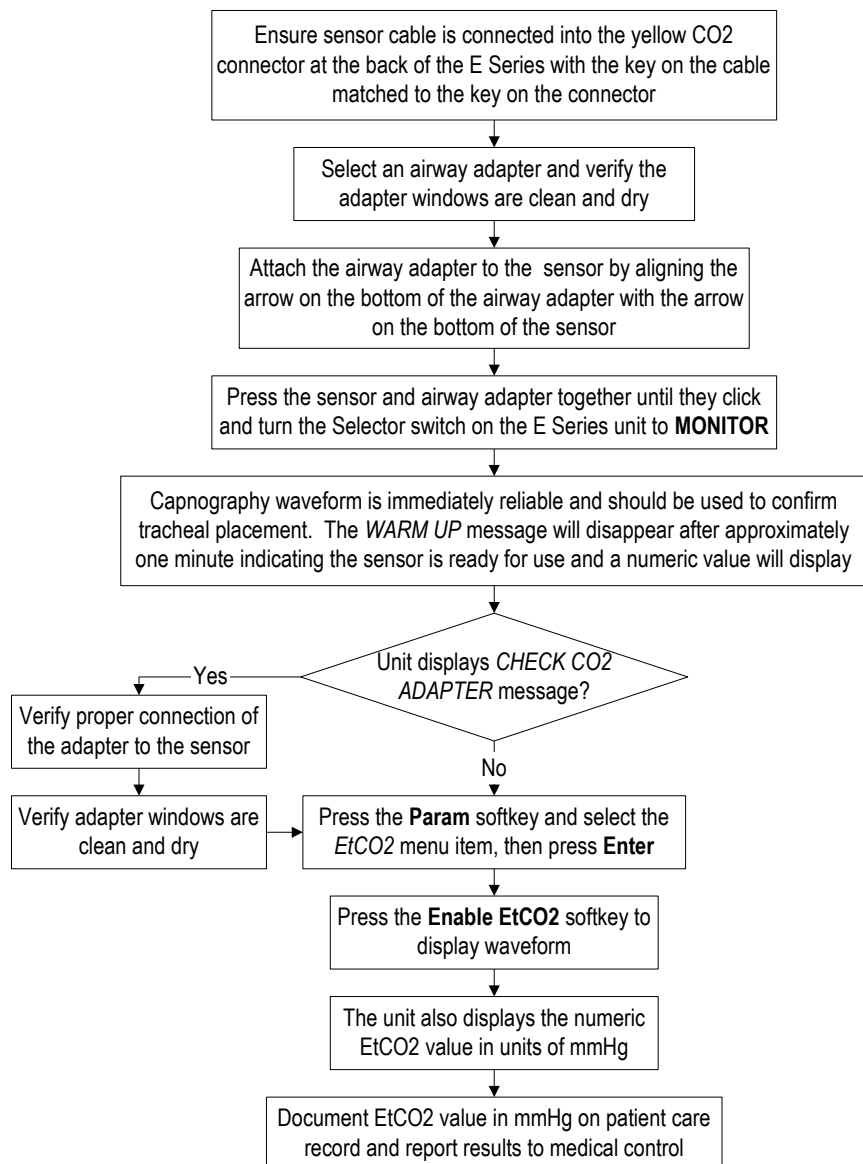 Ensure sensor cable is connected into the yellow CO2
connector at the back of the E Series with the key on the cable
matched to the key on the connector
Select an airway adapter and verify the
adapter windows are clean and dry
Attach the airway adapter to the  sensor by aligning the
arrow on the bottom of the airway adapter with the arrow
on the bottom of the sensor
Press the sensor and airway adapter together until they click
and turn the Selector switch on the E Series unit to MONITOR
Capnography waveform is immediately reliable and should be used to confirm
tracheal placement.  The WARM UP message will disappear after approximately
one minute indicating the sensor is ready for use and a numeric value will display
Unit displays CHECK CO2
ADAPTER message?
Yes
Verify proper connection of
the adapter to the sensor
Verify adapter windows are
clean and dry
No
Press the Param softkey and select the
EtCO2 menu item, then press Enter
Press the Enable EtCO2 softkey to
display waveform
The unit also displays the numeric
EtCO2 value in units of mmHg
Document EtCO2 value in mmHg on patient care
record and report results to medical control